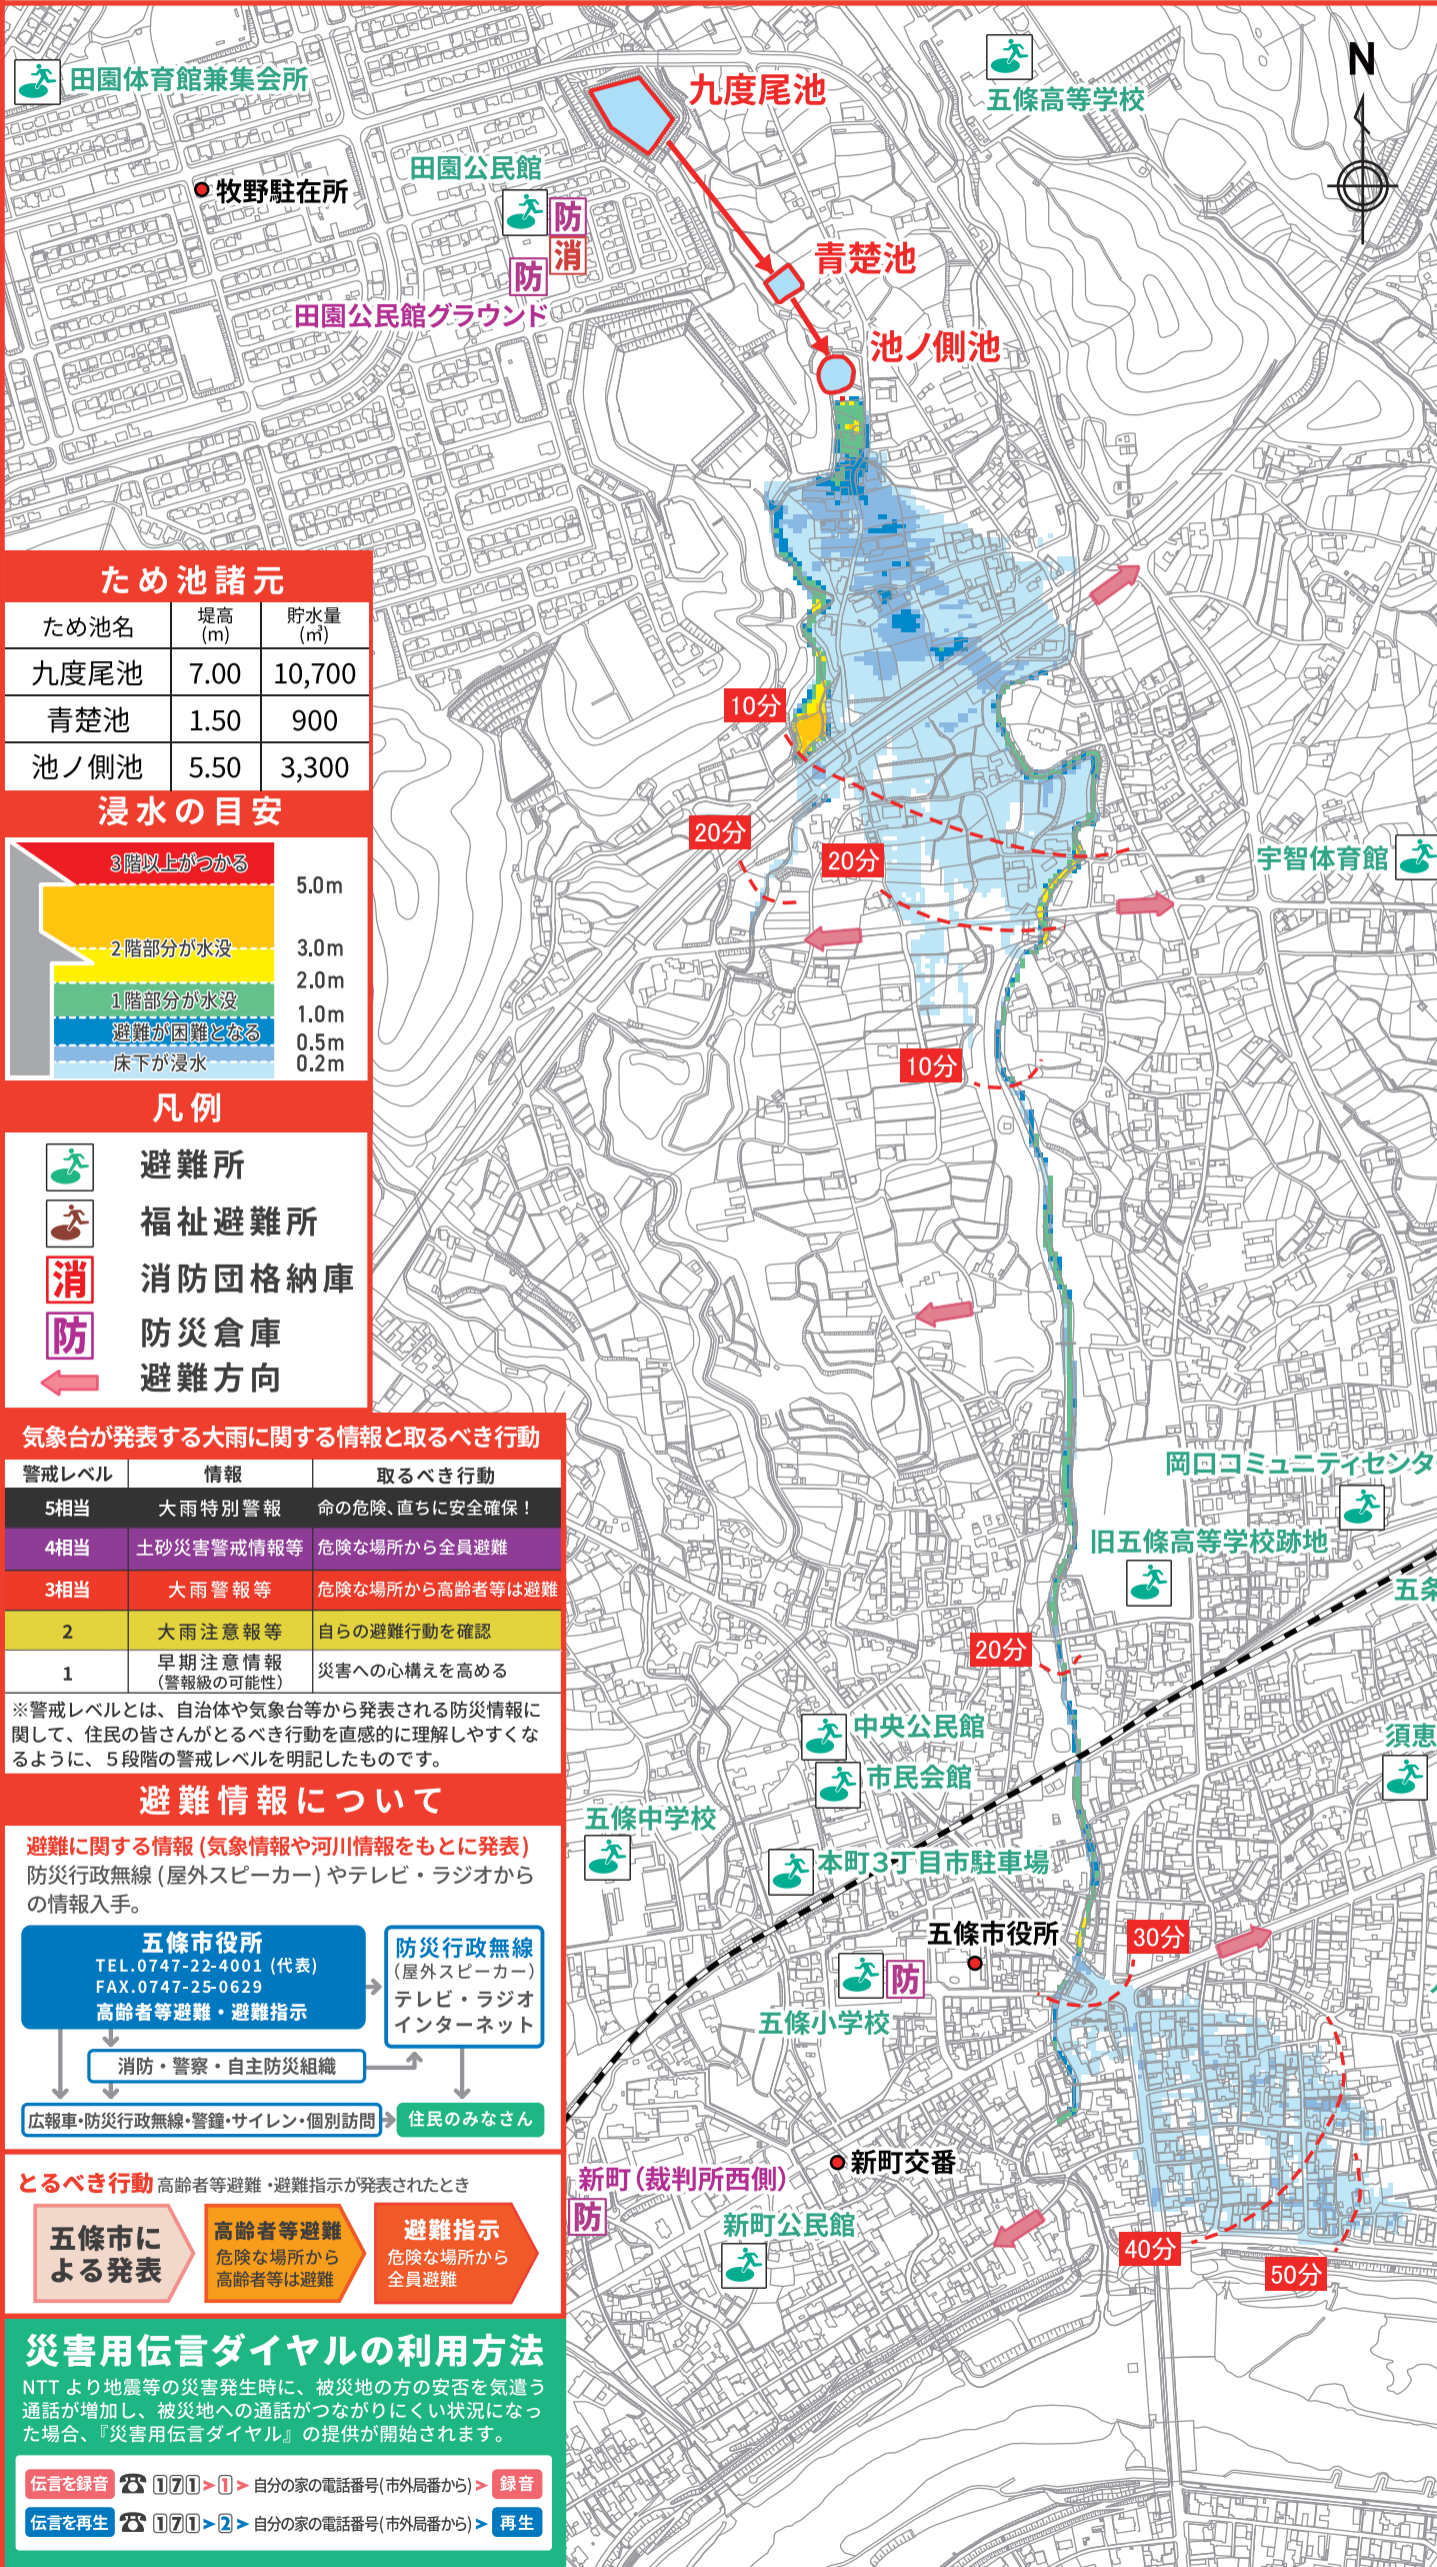 田園体育館兼集会所
牧野駐在所
田園公民館
防
消
防
田園公民館グラウンド
九度尾池
青楚池
池ノ側池
五條高等学校
N
ため池諸元
ため池名 堤高(m) 貯水量(㎥)
九度尾池 7.00 10,700
青楚池 1.50 900
池ノ側池 5.50 3,300
浸水の目安
3階以上がつかる
5.0m
2階部分が水没
3.0m
2.0m
1階部分が水没
1.0m
避難が困難となる
0.5m
床下が浸水
0.2m
凡例
避難所
福祉避難所
消 消防団格納庫
防 防災倉庫
避難方向
気象台が発表する大雨に関する情報と取るべき行動
警戒レベル 情報 取るべき行動
5相当 大雨特別警報 命の危険、直ちに安全確保！
4相当 土砂災害警戒情報等 危険な場所から全員避難
3相当 大雨警報等 危険な場所から高齢者等は避難
2 大雨注意報等 自らの避難行動を確認
1 早期注意情報(警報級の可能性) 災害への心構えを高める
※警戒レベルとは、自治体や気象台等から発表される防災情報に
関して、住民の皆さんがとるべき行動を直感的に理解しやすくな
るように、５段階の警戒レベルを明記したものです。
避難情報について
避難に関する情報(気象情報や河川情報をもとに発表)
防災行政無線(屋外スピーカー)やテレビ・ラジオから
の情報入手。
五條市役所
TEL.0747-22-4001 (代表)
FAX.0747-25-0629
高齢者等避難・避難指示
防災行政無線
(屋外スピーカー)
テレビ・ラジオ
インターネット
消防・警察・自主防災組織
広報車・防災行政無線・警鐘・サイレン・個別訪問
住民のみなさん
とるべき行動 高齢者等避難・避難指示が発表されたとき
五條市に
よる発表
高齢者等避難
危険な場所から
高齢者等は避難
避難指示
危険な場所から
全員避難
災害用伝言ダイヤルの利用方法
NTTより地震等の災害発生時に、被災地の方の安否を気遣う
通話が増加し、被災地への通話がつながりにくい状況になっ
た場合、『災害用伝言ダイヤル』の提供が開始されます。
伝言を録音 ☎ 171>1> 自分の家の電話番号(市外局番から)> 録音
伝言を再生 ☎ 171>2> 自分の家の電話番号(市外局番から)> 再生
10分
20分
20分
宇智体育館
10分
岡口コミュニティセンタ
旧五條高等学校跡地
五条
20分
中央公民館
市民会館
須恵
五條中学校
本町3丁目市駐車場
五條市役所
30分
防
五條小学校
新町交番
新町(裁判所西側)
防
新町公民館
40分
50分